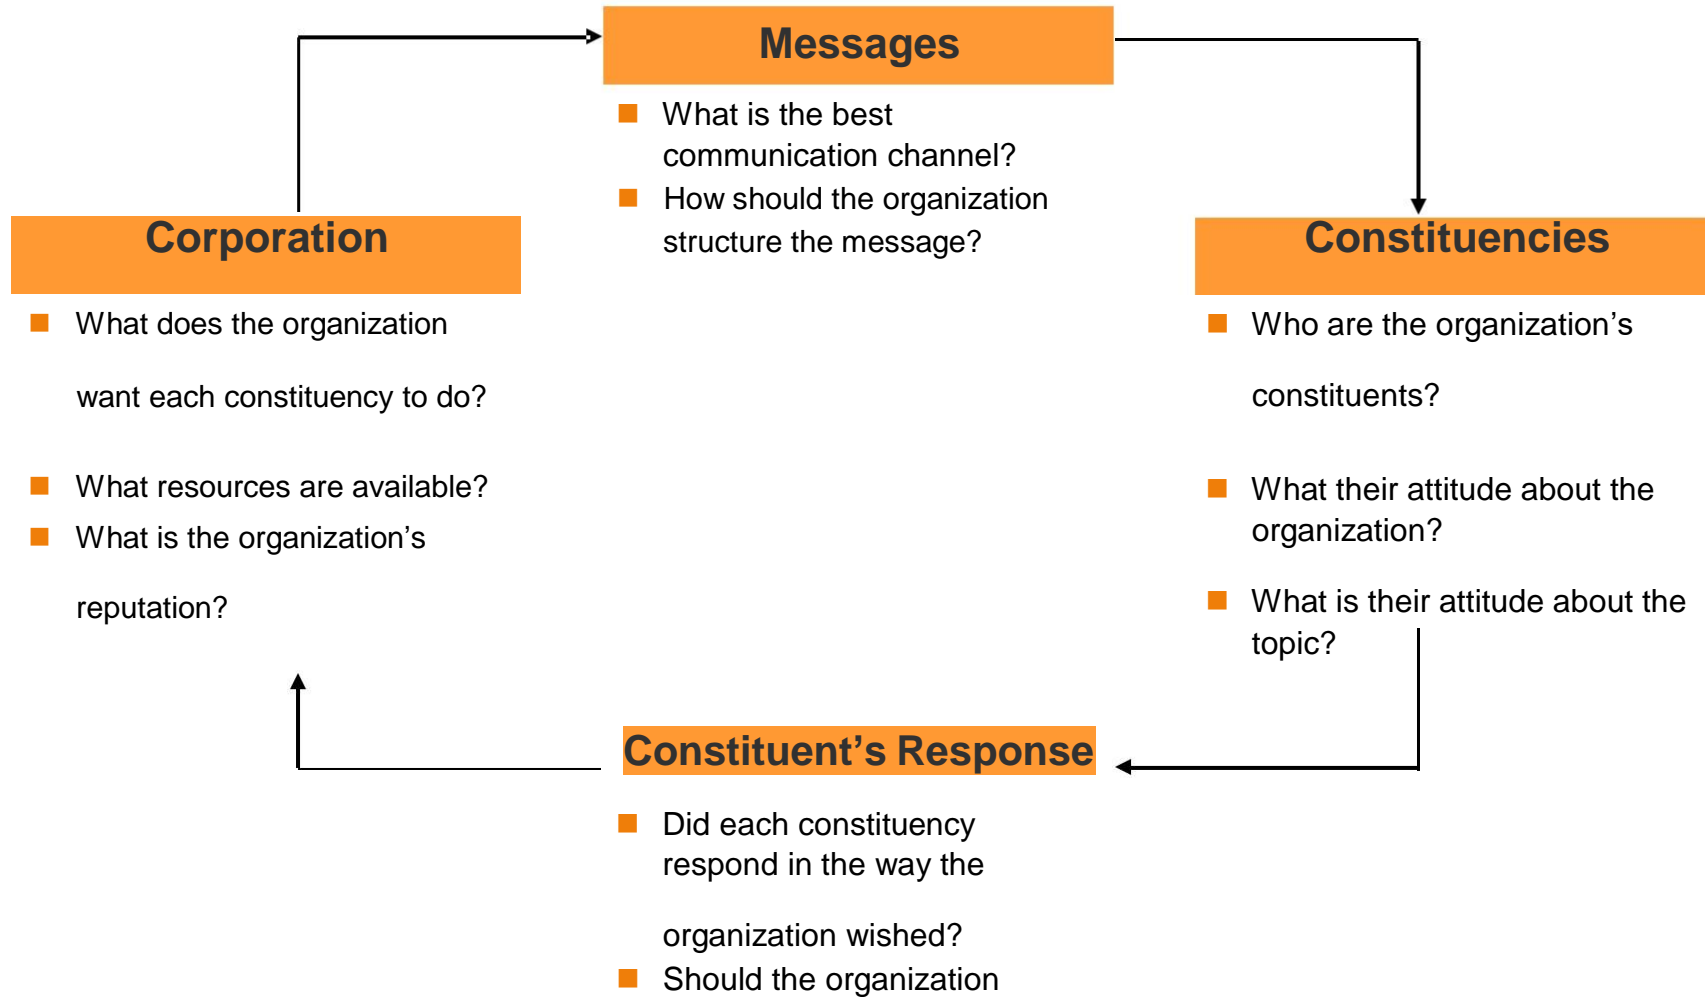 Messages
■ What is the best
communication channel?
■ How should the organization
structure the message?
Corporation
■ What does the organization
want each constituency to do?
■ What resources are available?
■ What is the organization’s
reputation?
Constituencies
■ Who are the organization’s
constituents?
■ What their attitude about the
organization?
■ What is their attitude about the
topic?
Constituent’s Response
■ Did each constituency
respond in the way the
organization wished?
■ Should the organization